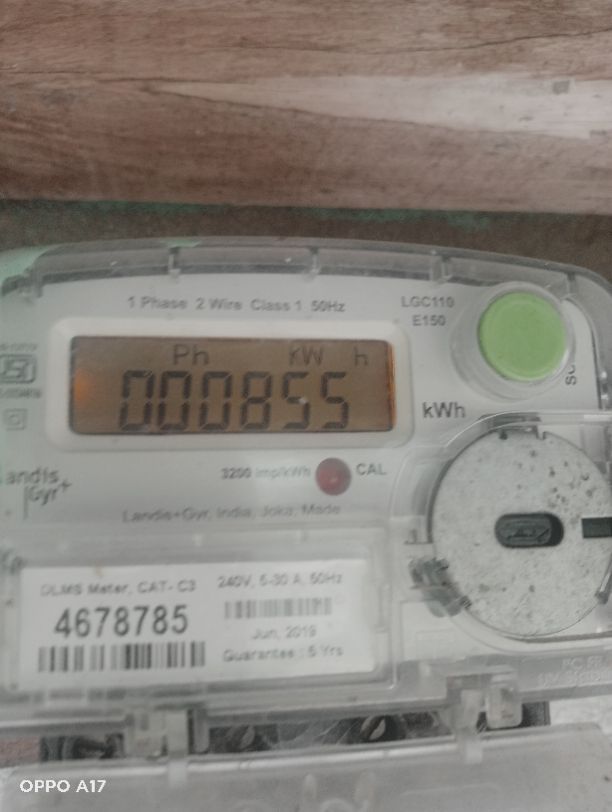 1 Phase 2 Wire Class 1 50Hz
LGC110
E150
Ph kW h
000855
kWh
3200 imp/kWh
CAL
Landis
Gyr+
Landis+Gyr, India, Joka, Made
DLMS Meter, CAT- C3
4678785
240V, 5-30 A, 50Hz
Jun, 2019
Guarantee : 5 Yrs
OPPO A17